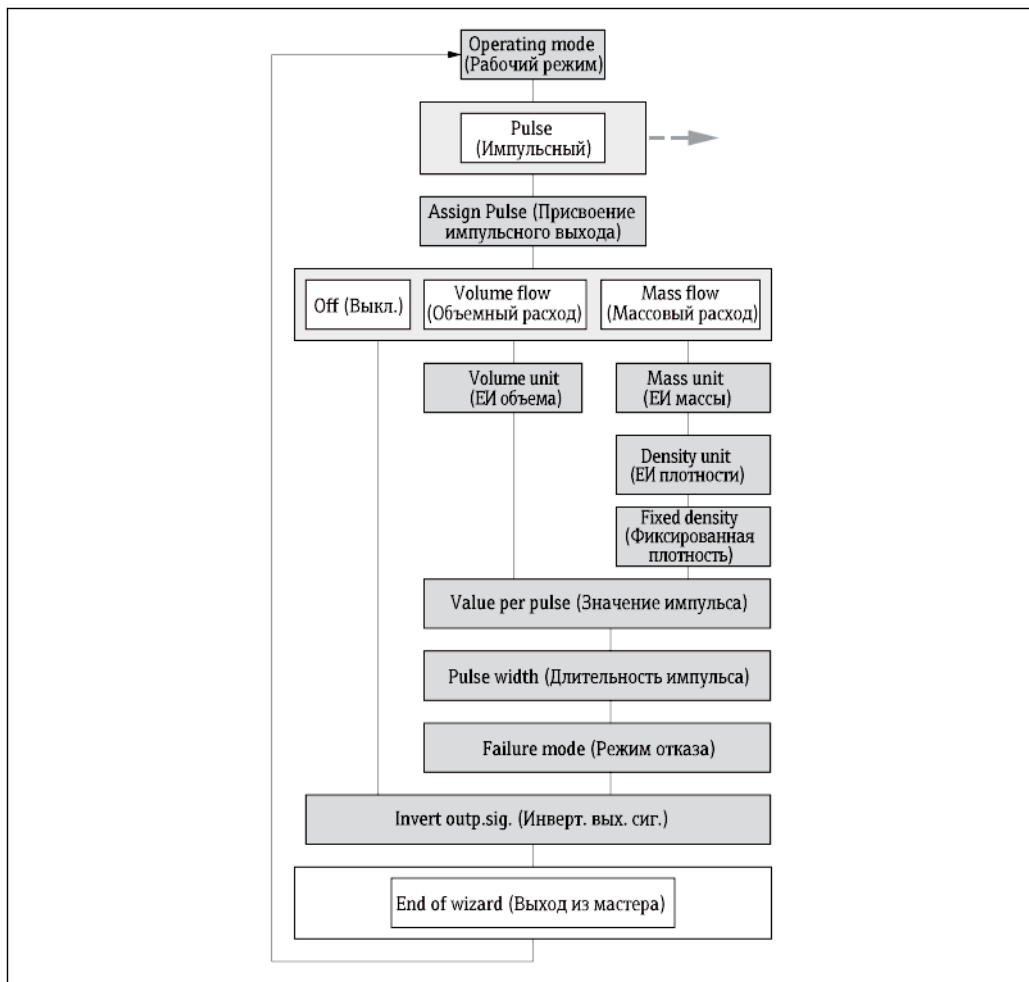 Operating mode
(Рабочий режим)
Pulse
(Импульсный)
Assign Pulse (Присвоение
импульсного выхода)
Off (Выкл.)
Volume flow
(Объемный расход)
Mass flow
(Массовый расход)
Volume unit
(ЕИ объема)
Mass unit
(ЕИ массы)
Density unit
(ЕИ плотности)
Fixed density
(Фиксированная
плотность)
Value per pulse (Значение импульса)
Pulse width (Длительность импульса)
Failure mode (Режим отказа)
Invert outp.sig. (Инверт. вых. сиг.)
End of wizard (Выход из мастера)